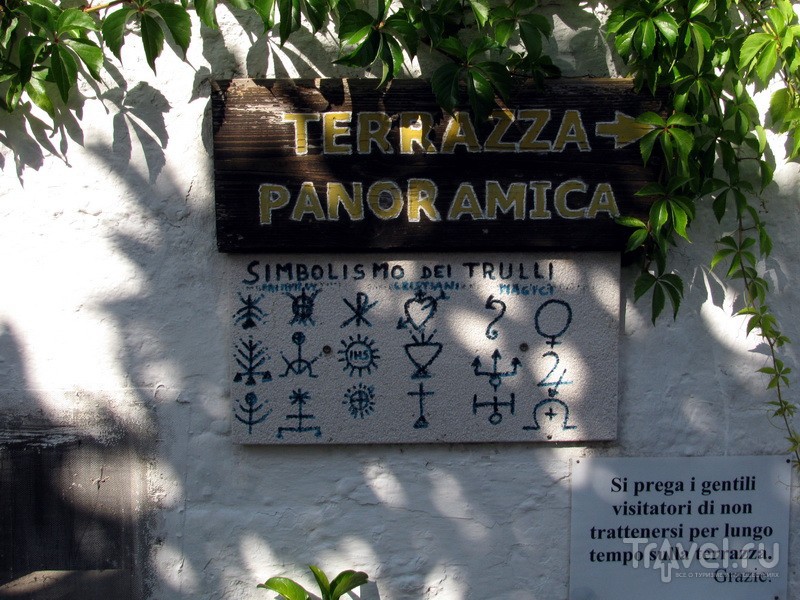 TERRAZZA
PANORAMICA
SIMBOLISMO DEI TRULLI
CRISTIANI MAGICI
IHS
Si prega i gentili
visitatori di non
trattenersi per lungo
tempo sulla terrazza.
Grazie.
Travel.ru